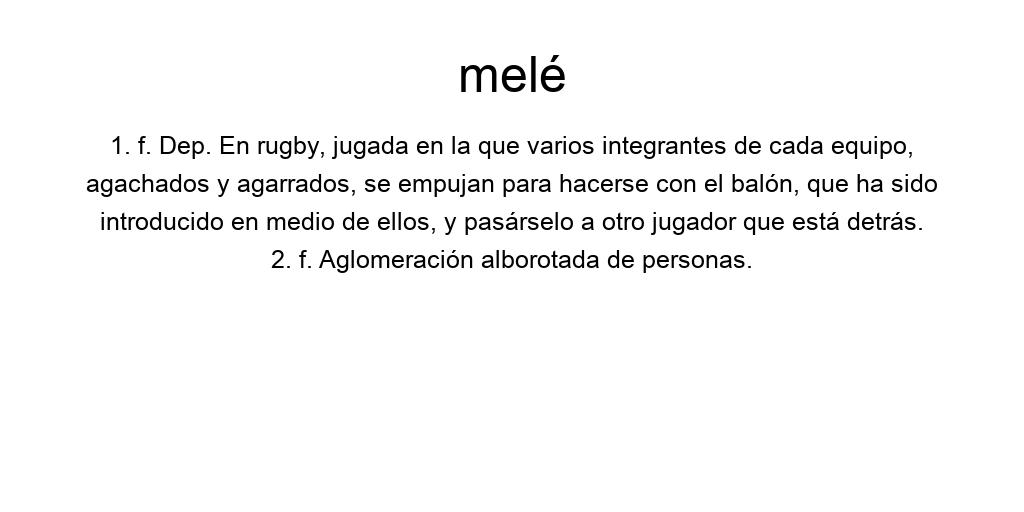 melé
1. f. Dep. En rugby, jugada en la que varios integrantes de cada equipo,
agachados y agarrados, se empujan para hacerse con el balón, que ha sido
introducido en medio de ellos, y pasárselo a otro jugador que está detrás.
2. f. Aglomeración alborotada de personas.